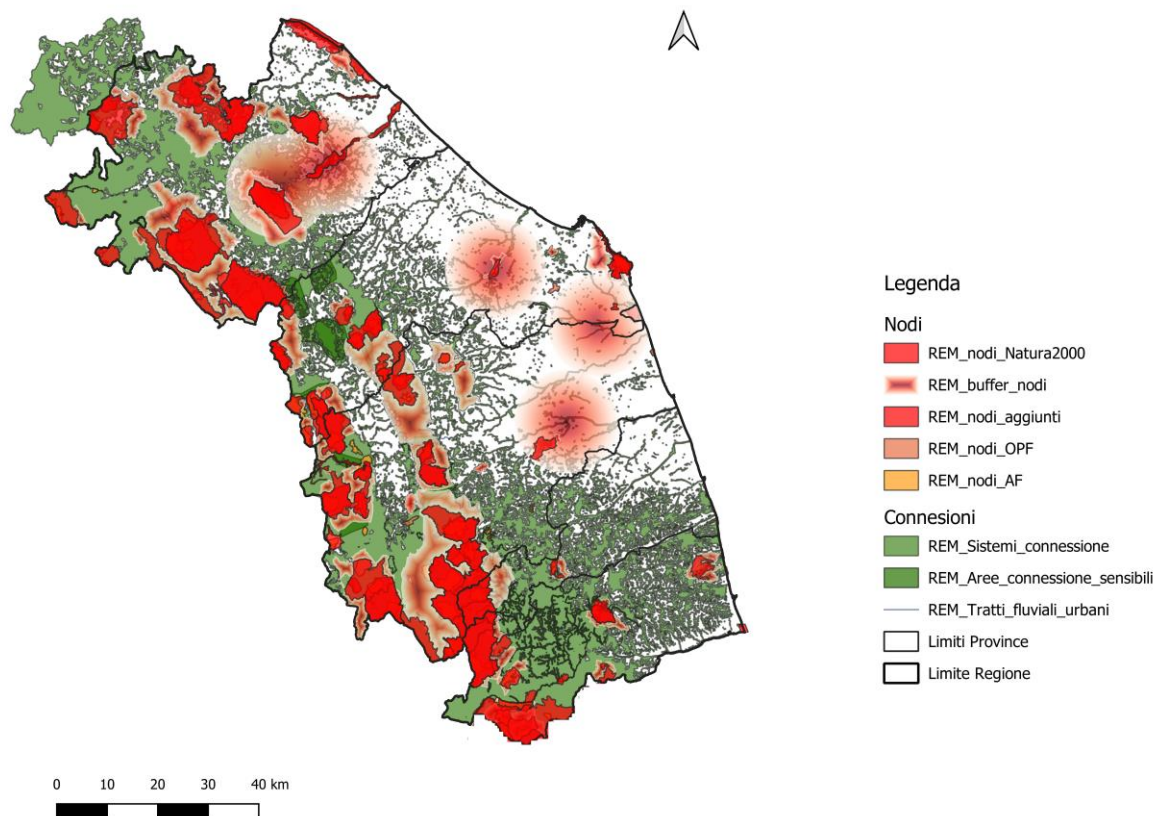 Legenda
Nodi
REM_nodi_Natura2000
REM_buffer_nodi
REM_nodi_aggiunti
REM_nodi_OPF
REM_nodi_AF
Connesioni
REM_Sistemi_connessione
REM_Aree_connessione_sensibili
REM_Tratti_fluviali_urbani
Limiti Province
Limite Regione
0 10 20 30 40 km